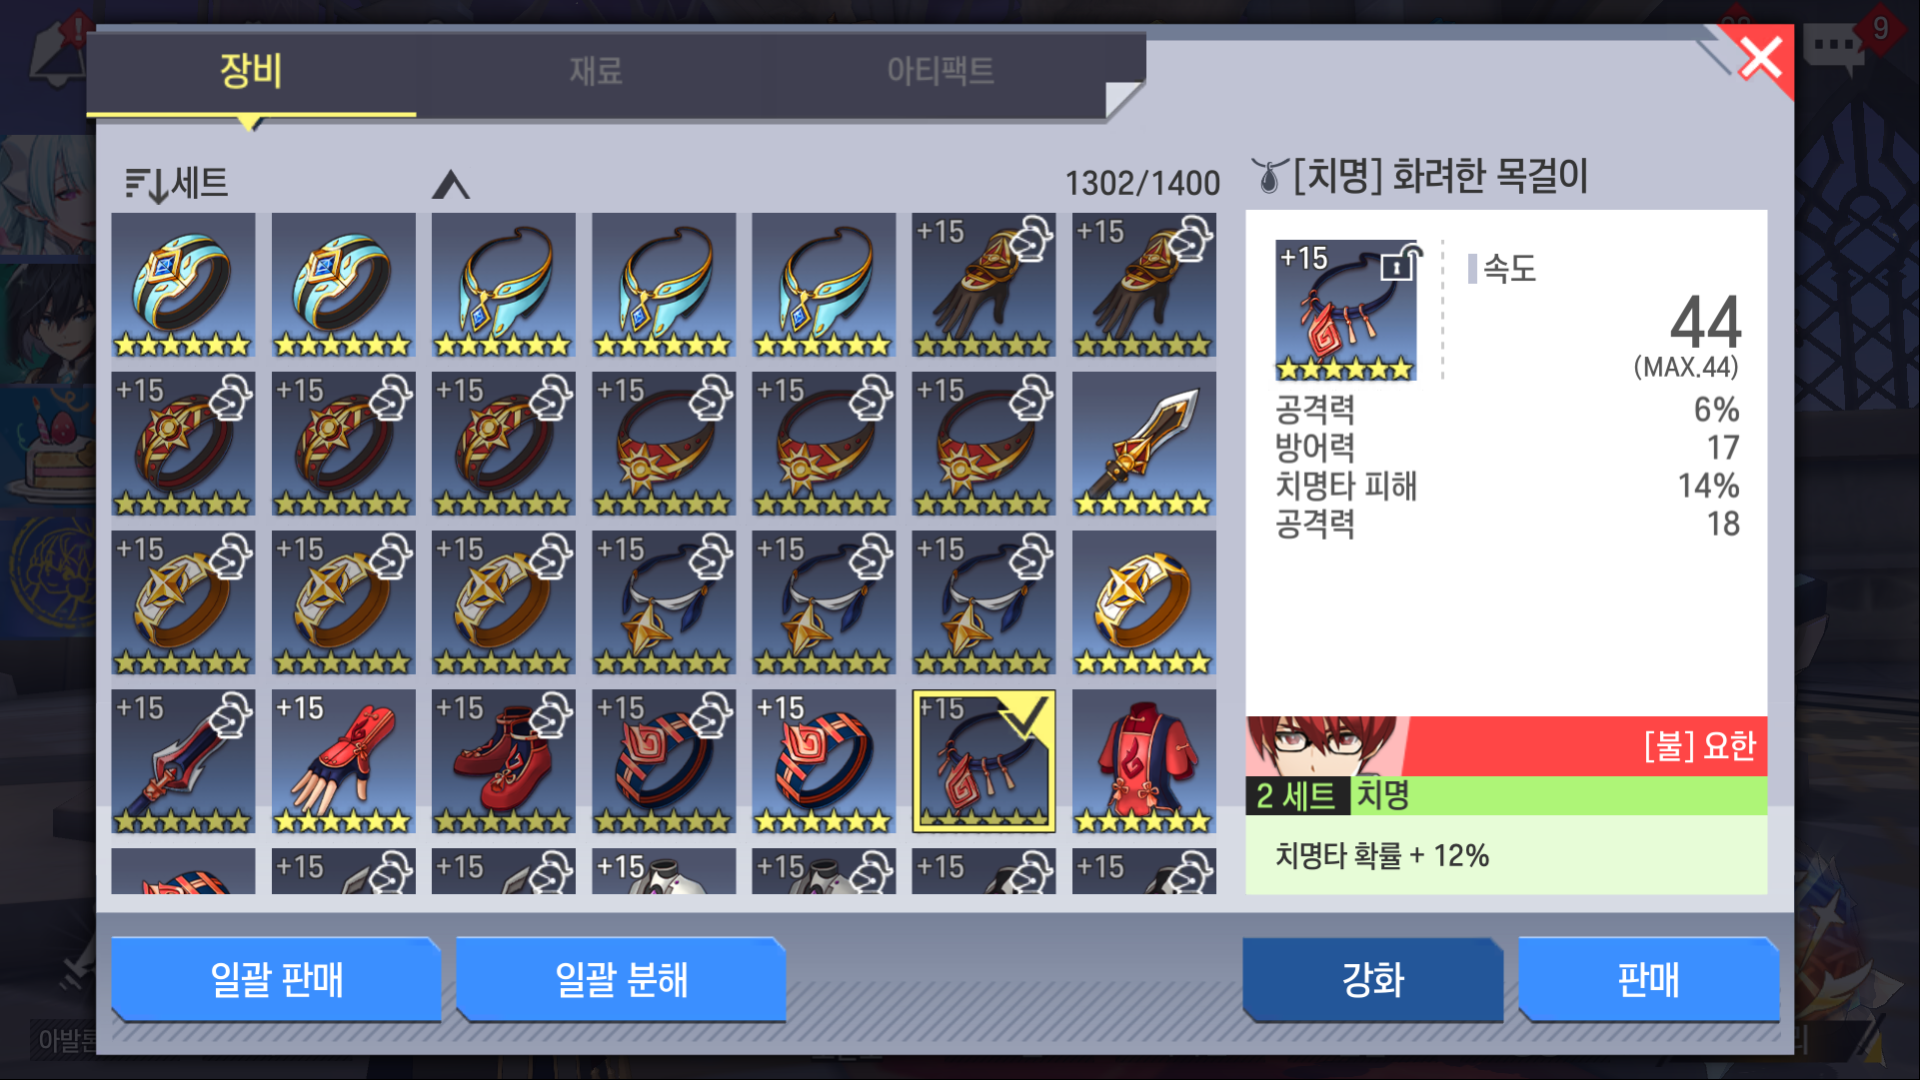 장비
재료
아티팩트
9
세트
1302/1400
[치명] 화려한 목걸이
+15
+15
+15
속도
44
(MAX.44)
+15
+15
+15
+15
+15
+15
공격력 6%
방어력 17
치명타 피해 14%
공격력 18
+15
+15
+15
+15
+15
+15
+15
+15
+15
+15
+15
+15
[불] 요한
2 세트 치명
치명타 확률 + 12%
+15
+15
+15
+15
+15
+15
일괄 판매
일괄 분해
강화
판매
아발론